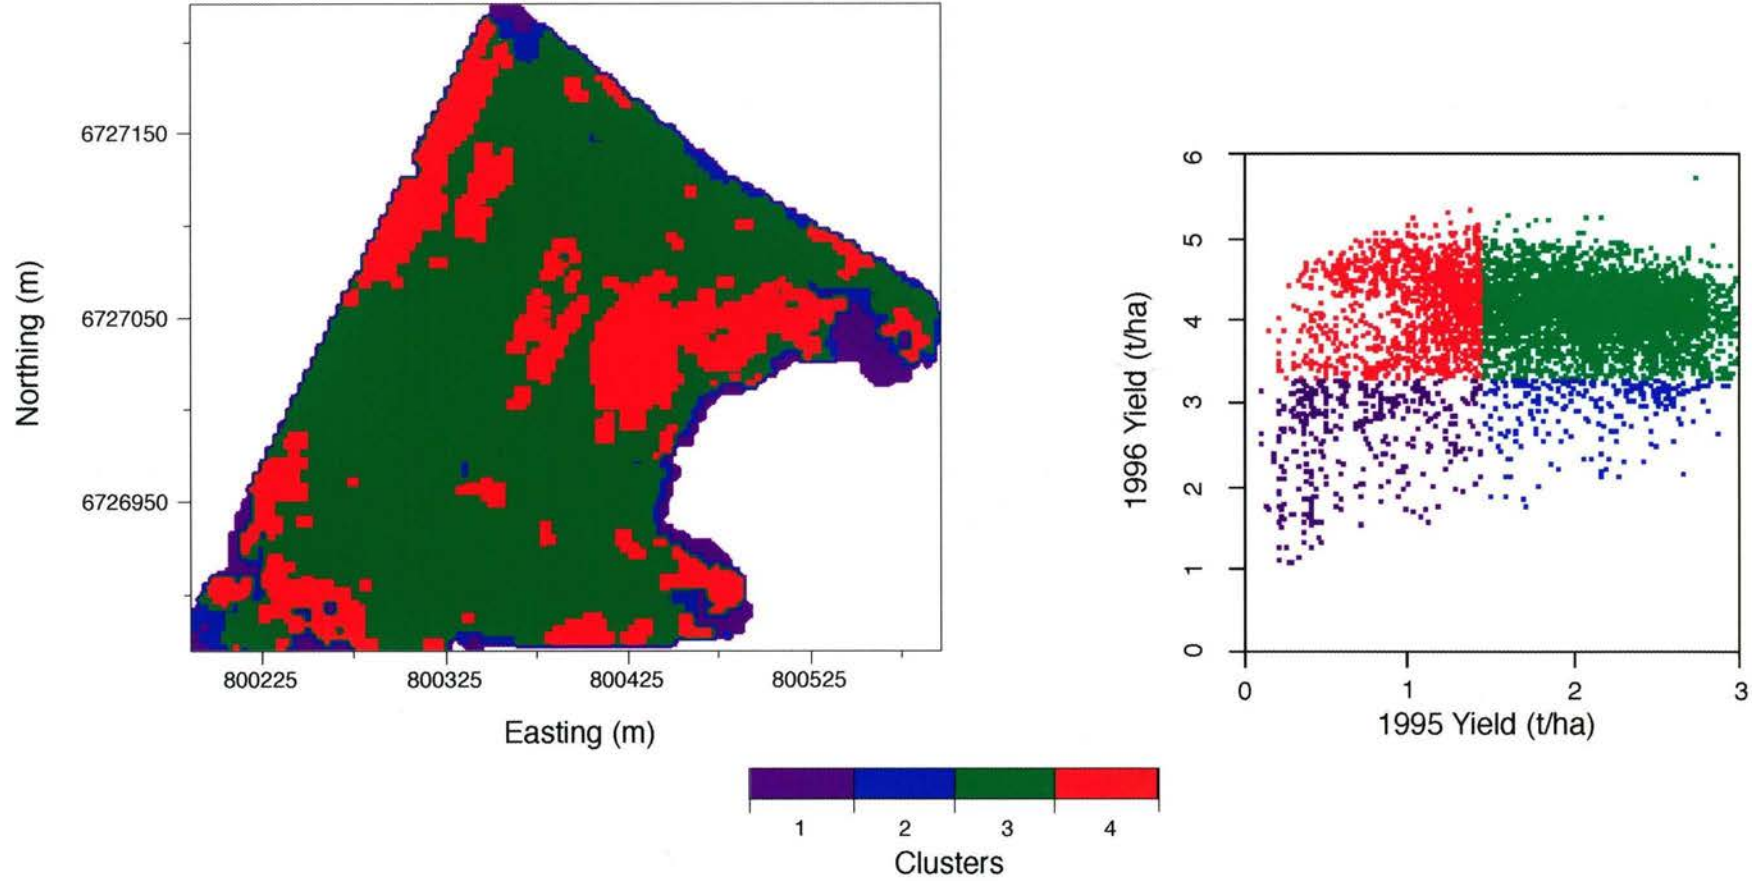 Northing (m)
6727150
6727050
6726950
800225 800325 800425 800525
Easting (m)
1996 Yield (t/ha)
6
5
4
3
2
1
0
0 1 2 3
1995 Yield (t/ha)
1 2 3 4
Clusters